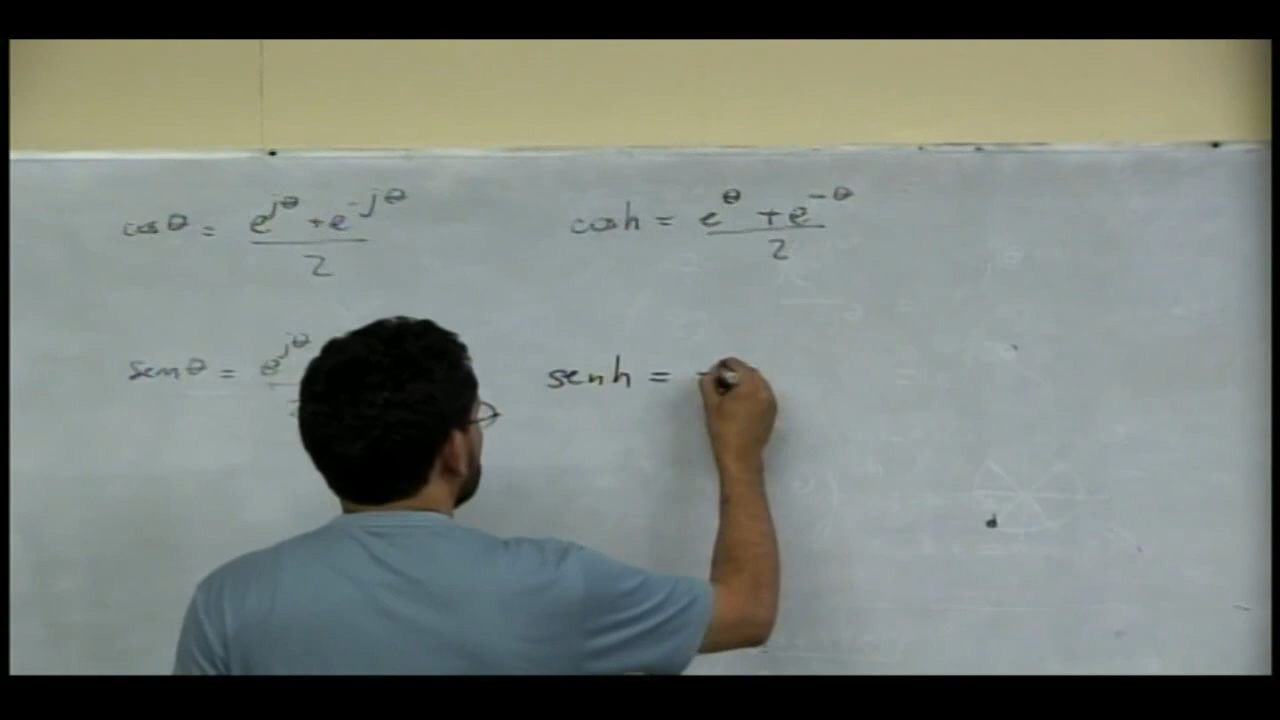 cosθ = e^{jθ} + e^{-jθ} / 2
cosh = e^{θ} + e^{-θ} / 2
senθ = e^{jθ}
senh =